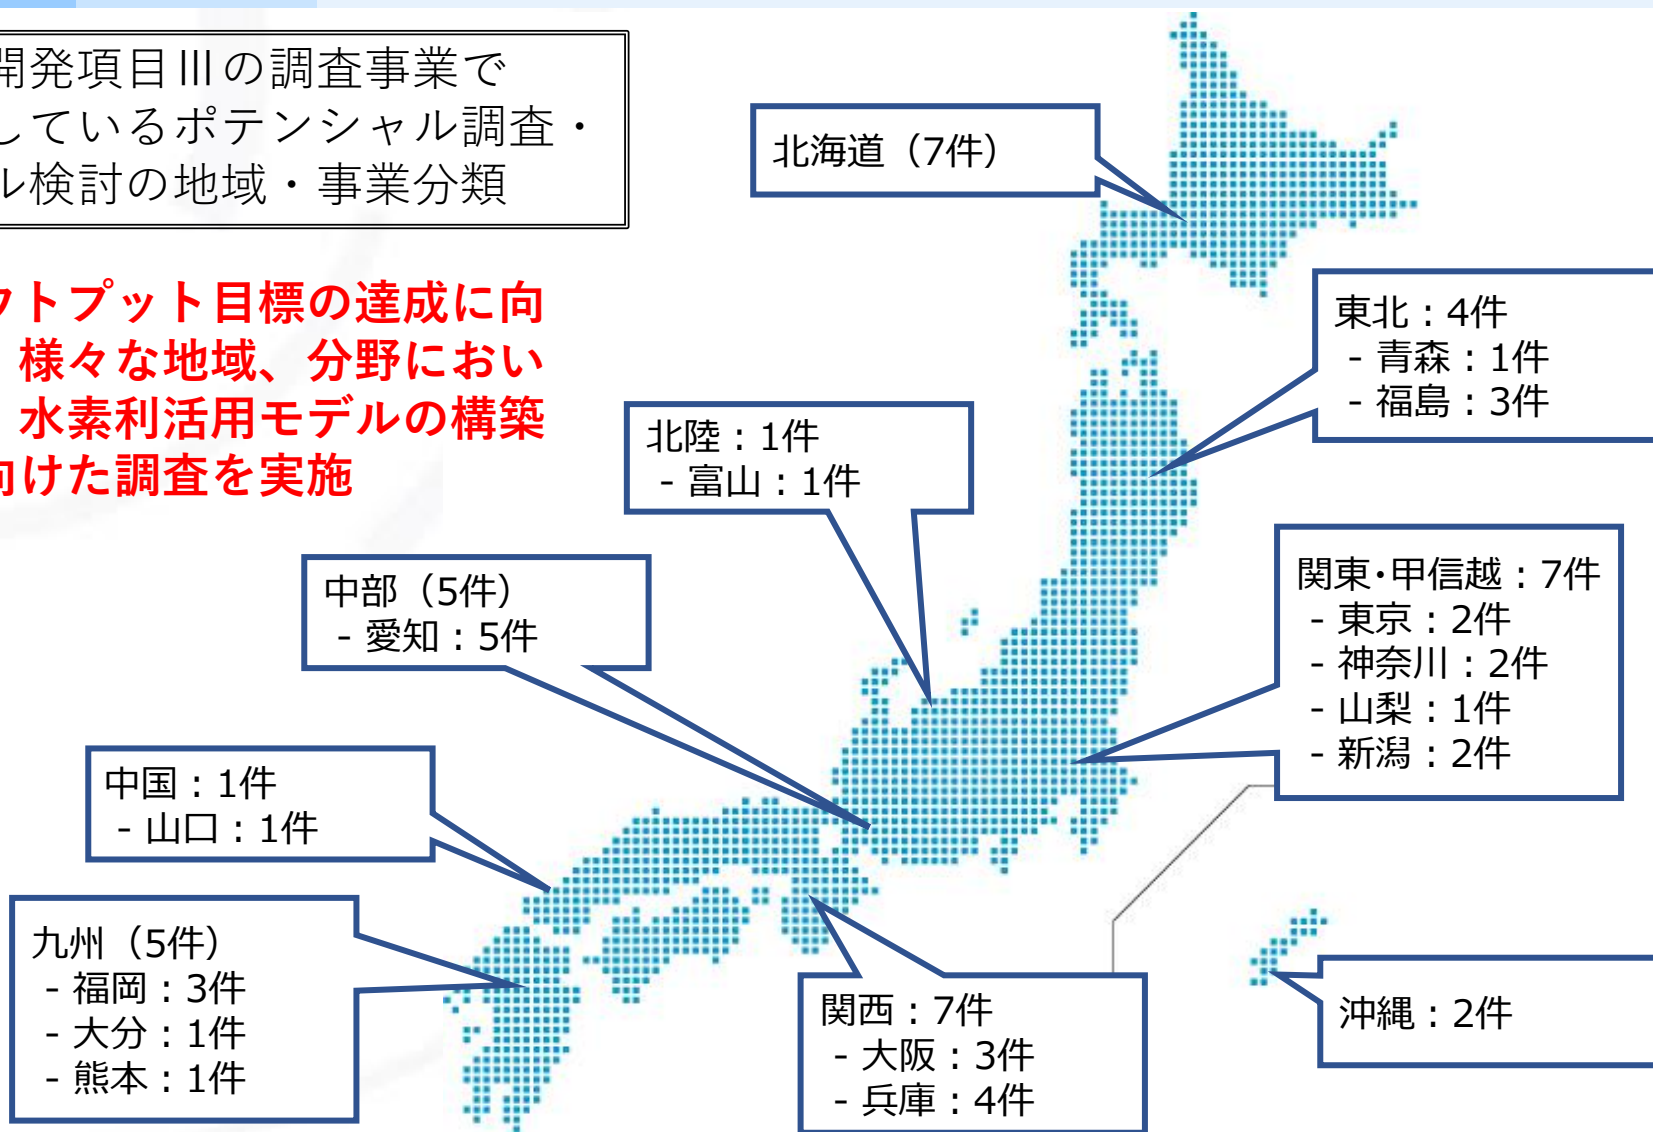 開発項目Ⅲの調査事業で
しているポテンシャル調査・
ル検討の地域・事業分類
ウトプット目標の達成に向
様々な地域、分野におい
水素利活用モデルの構築
向けた調査を実施
北海道（7件）
東北：4件
- 青森：1件
- 福島：3件
北陸：1件
- 富山：1件
関東･甲信越：7件
- 東京：2件
- 神奈川：2件
- 山梨：1件
- 新潟：2件
中部（5件）
- 愛知：5件
中国：1件
- 山口：1件
九州（5件）
- 福岡：3件
- 大分：1件
- 熊本：1件
関西：7件
- 大阪：3件
- 兵庫：4件
沖縄：2件